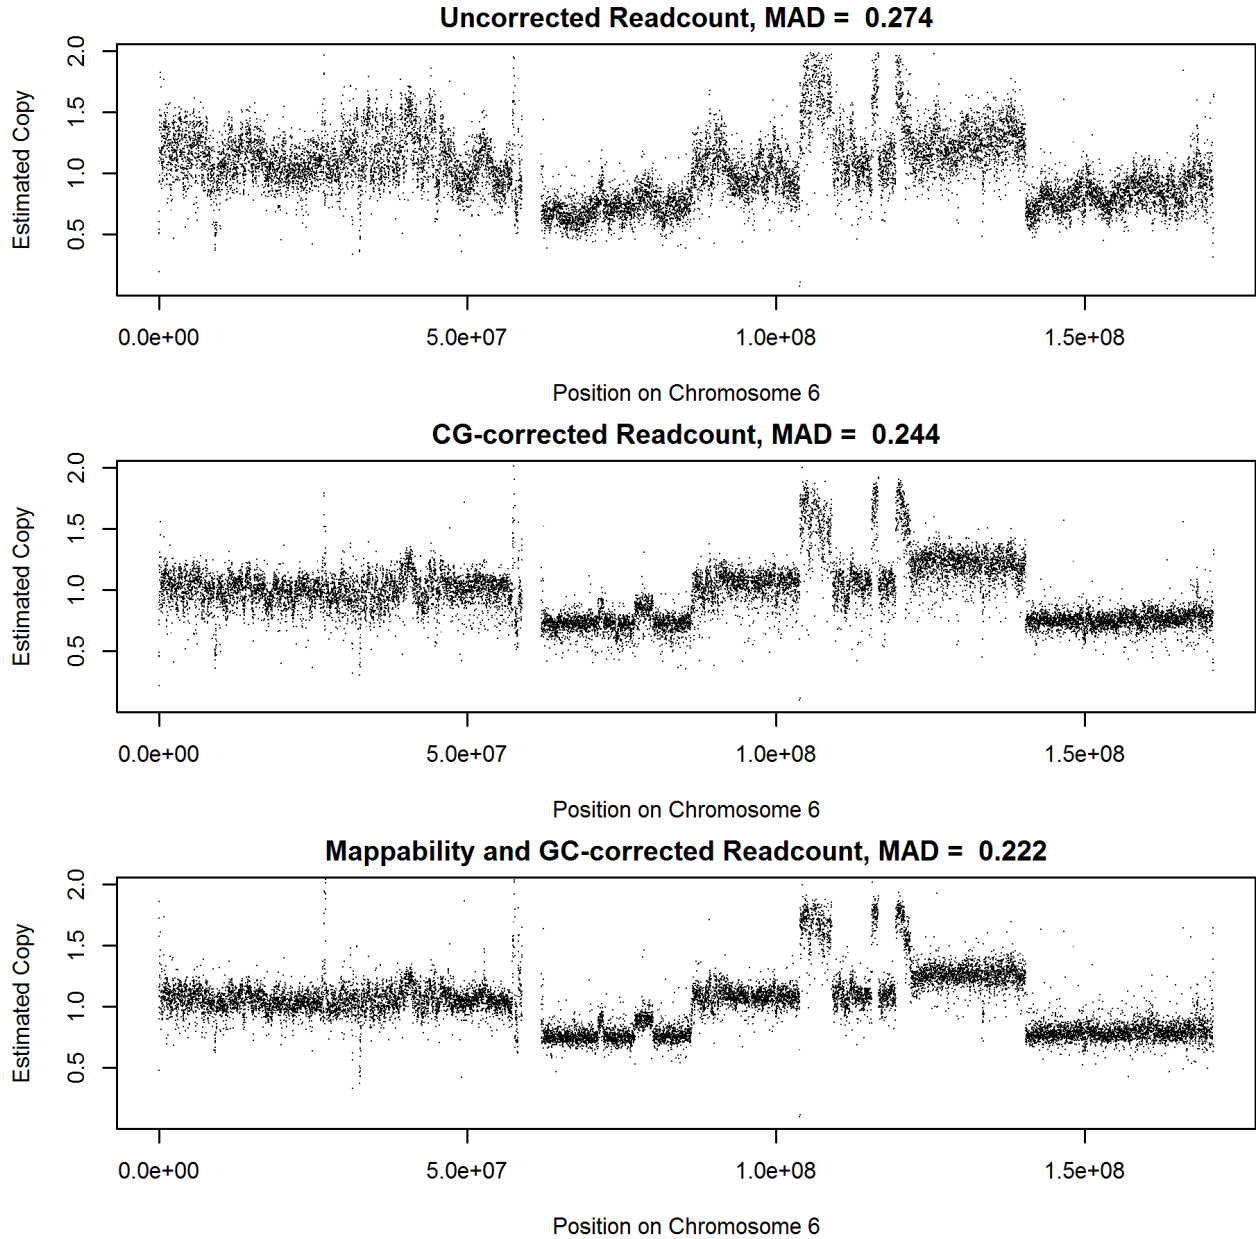 Uncorrected Readcount, MAD =  0.274
Estimated Copy
2.0
1.5
1.0
0.5
0.0e+00 5.0e+07 1.0e+08 1.5e+08
Position on Chromosome 6
CG-corrected Readcount, MAD =  0.244
Estimated Copy
2.0
1.5
1.0
0.5
0.0e+00 5.0e+07 1.0e+08 1.5e+08
Position on Chromosome 6
Mappability and GC-corrected Readcount, MAD =  0.222
Estimated Copy
2.0
1.5
1.0
0.5
0.0e+00 5.0e+07 1.0e+08 1.5e+08
Position on Chromosome 6